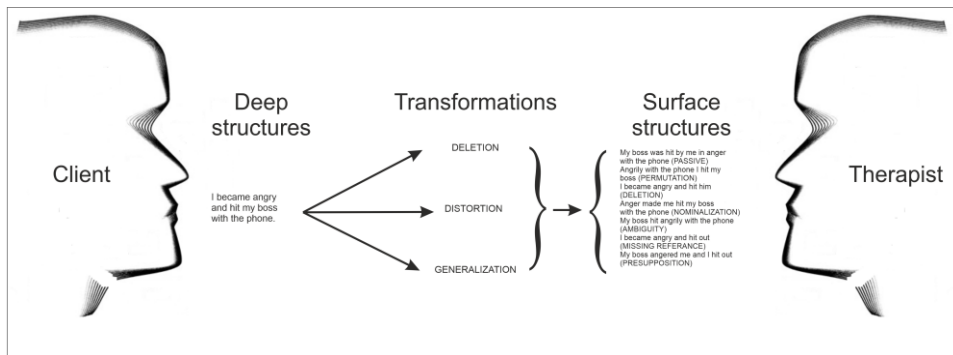 Client
Deep
structures
I became angry
and hit my boss
with the phone.
Transformations
DELETION
DISTORTION
GENERALIZATION
Surface
structures
My boss was hit by me in anger
with the phone (PASSIVE)
Angrily with the phone I hit my
boss (PERMUTATION)
I became angry and hit him
(DELETION)
Anger made me hit my boss
with the phone (NOMINALIZATION)
My boss hit angrily with the phone
(AMBIGUITY)
I became angry and hit out
(MISSING REFERANCE)
My boss angered me and I hit out
(PRESUPPOSITION)
Therapist